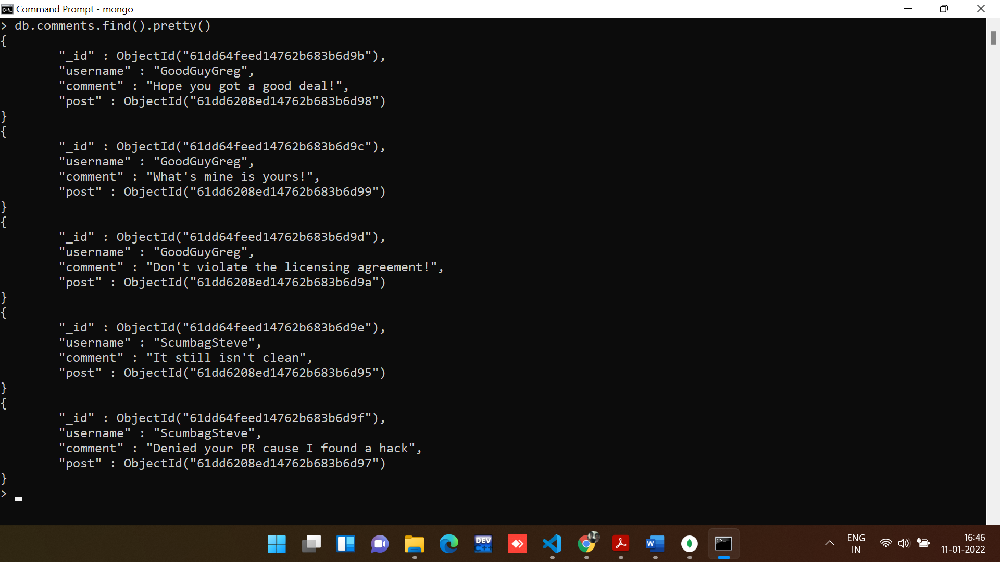 Command Prompt - mongo
> db.comments.find().pretty()
{
"_id" : ObjectId("61dd64feed14762b683b6d9b"),
"username" : "GoodGuyGreg",
"comment" : "Hope you got a good deal!",
"post" : ObjectId("61dd6208ed14762b683b6d98")
}
{
"_id" : ObjectId("61dd64feed14762b683b6d9c"),
"username" : "GoodGuyGreg",
"comment" : "What's mine is yours!",
"post" : ObjectId("61dd6208ed14762b683b6d99")
}
{
"_id" : ObjectId("61dd64feed14762b683b6d9d"),
"username" : "GoodGuyGreg",
"comment" : "Don't violate the licensing agreement!",
"post" : ObjectId("61dd6208ed14762b683b6d9a")
}
{
"_id" : ObjectId("61dd64feed14762b683b6d9e"),
"username" : "ScumbagSteve",
"comment" : "It still isn't clean",
"post" : ObjectId("61dd6208ed14762b683b6d95")
}
{
"_id" : ObjectId("61dd64feed14762b683b6d9f"),
"username" : "ScumbagSteve",
"comment" : "Denied your PR cause I found a hack",
"post" : ObjectId("61dd6208ed14762b683b6d97")
}
>
DEV
C++
W
ENG
IN
16:46
11-01-2022